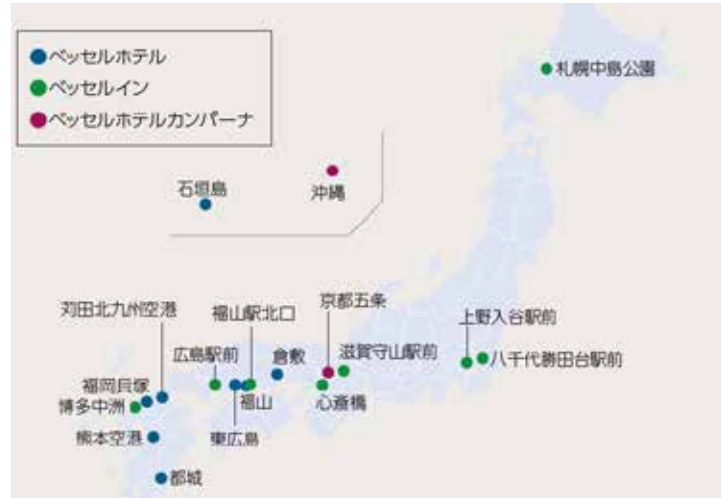 ベッセルホテル
ベッセルイン
ベッセルホテルカンパーナ
札幌中島公園
石垣島
沖縄
苅田北九州空港
福山駅北口
京都五条
上野入谷駅前
広島駅前
倉敷
滋賀守山駅前
八千代勝田台駅前
福岡貝塚
博多中洲
福山
心斎橋
熊本空港
東広島
都城